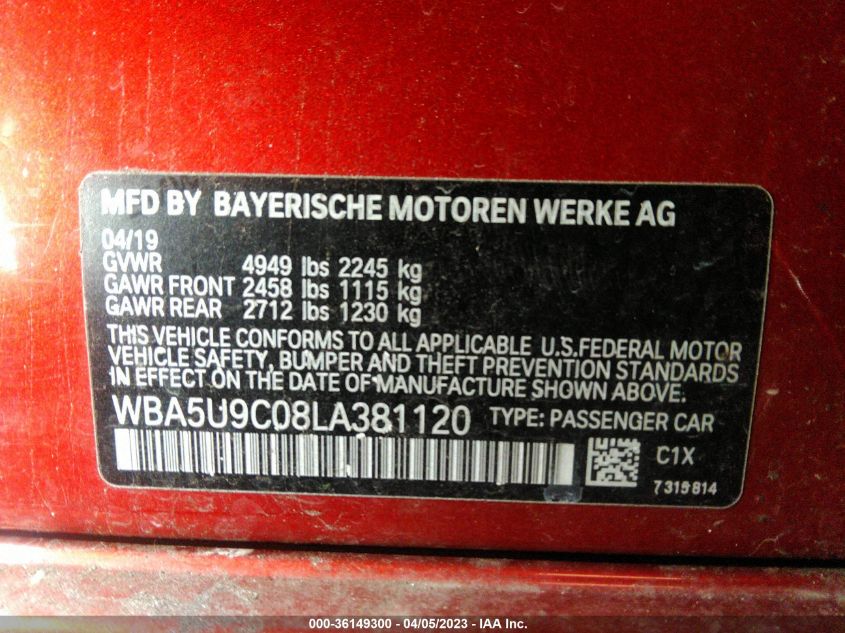 MFD BY BAYERISCHE MOTOREN WERKE AG
04/19
GVWR 4949 lbs 2245 kg
GAWR FRONT 2458 lbs 1115 kg
GAWR REAR 2712 lbs 1230 kg
THIS VEHICLE CONFORMS TO ALL APPLICABLE U.S.FEDERAL MOTOR
VEHICLE SAFETY, BUMPER AND THEFT PREVENTION STANDARDS
IN EFFECT ON THE DATE OF MANUFACTURE SHOWN ABOVE.
WBA5U9C08LA381120 TYPE: PASSENGER CAR
C1X
7315814
000-36149300 - 04/05/2023 - IAA Inc.